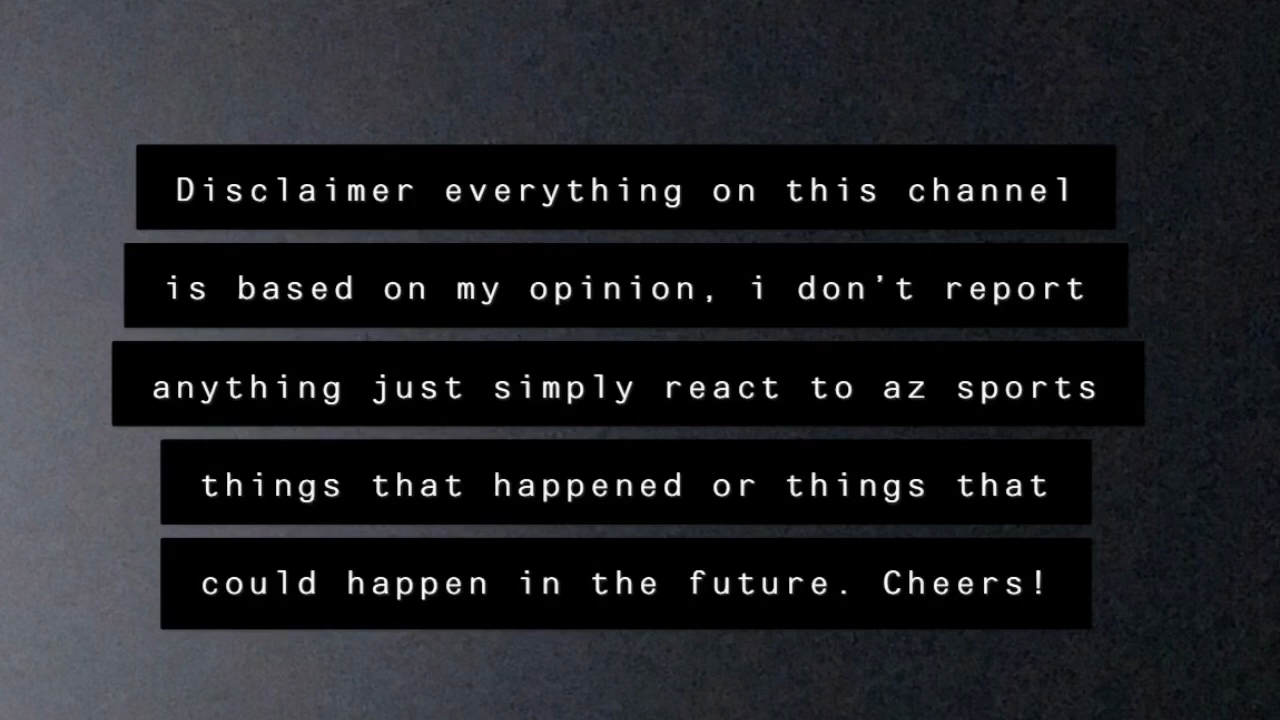 Disclaimer everything on this channel
is based on my opinion, i don’t report
anything just simply react to az sports
things that happened or things that
could happen in the future. Cheers!